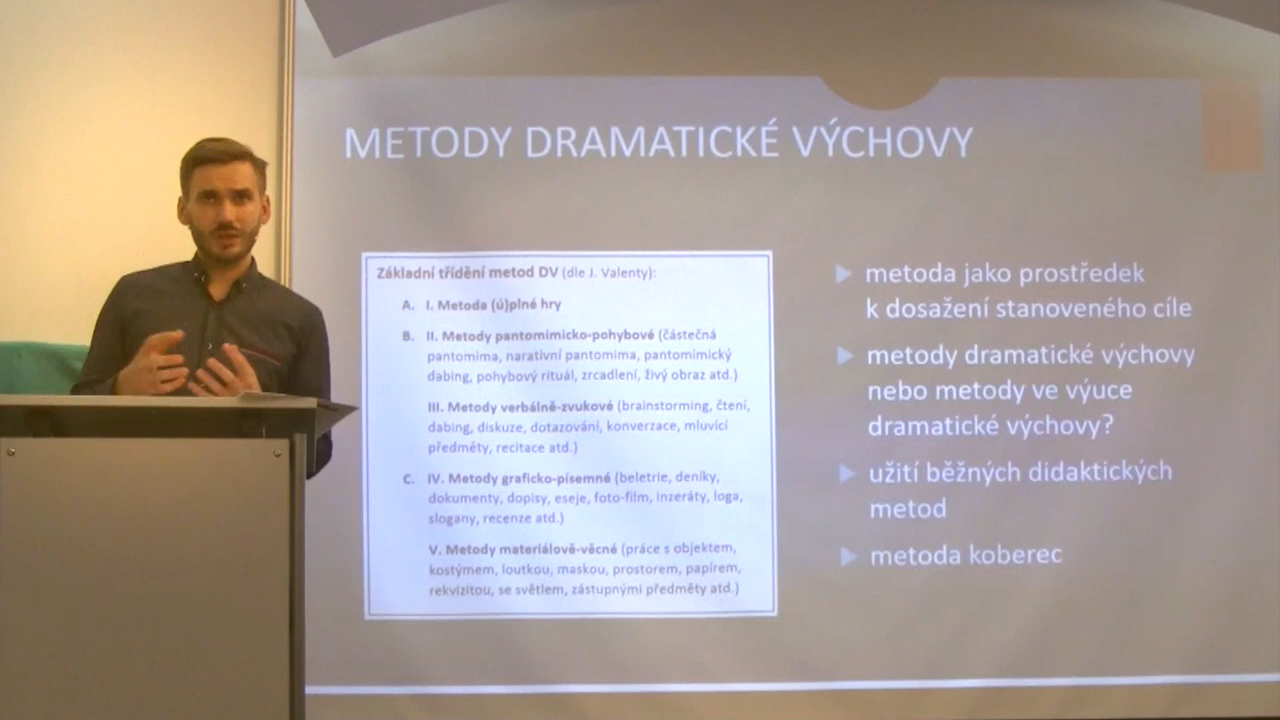 METODY DRAMATICKÉ VÝCHOVY
Základní třídění metod DV (dle J. Valenty):
A. I. Metoda (ú)plné hry
B. II. Metody pantomimicko-pohybové (částečná
pantomima, narativní pantomima, pantomimický
dabing, pohybový rituál, zrcadlení, živý obraz atd.)
III. Metody verbálně-zvukové (brainstorming, čtení,
dabing, diskuze, dotazování, konverzace, mluvící
předměty, recitace atd.)
C. IV. Metody graficko-písemné (beletrie, deníky,
dokumenty, dopisy, eseje, foto-film, inzeráty, loga,
slogany, recenze atd.)
V. Metody materiálově-věcné (práce s objektem,
kostýmem, loutkou, maskou, prostorem, papírem,
rekvizitou, se světlem, zástupnými předměty atd.)
metoda jako prostředek
k dosažení stanoveného cíle
metody dramatické výchovy
nebo metody ve výuce
dramatické výchovy?
užití běžných didaktických
metod
metoda koberec